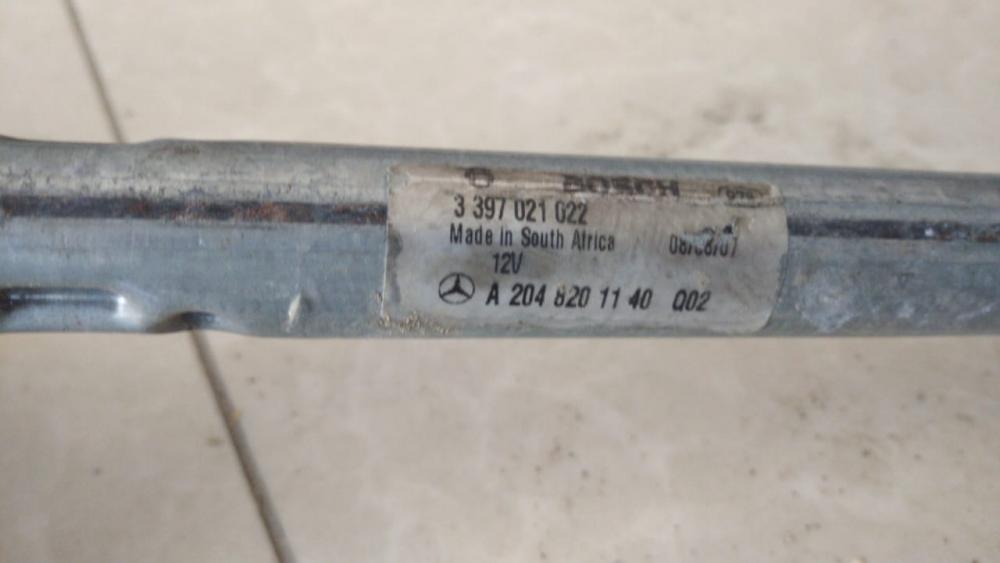 BOSCH
3 397 021 022
Made in South Africa
12V
A 204 820 11 40 Q02